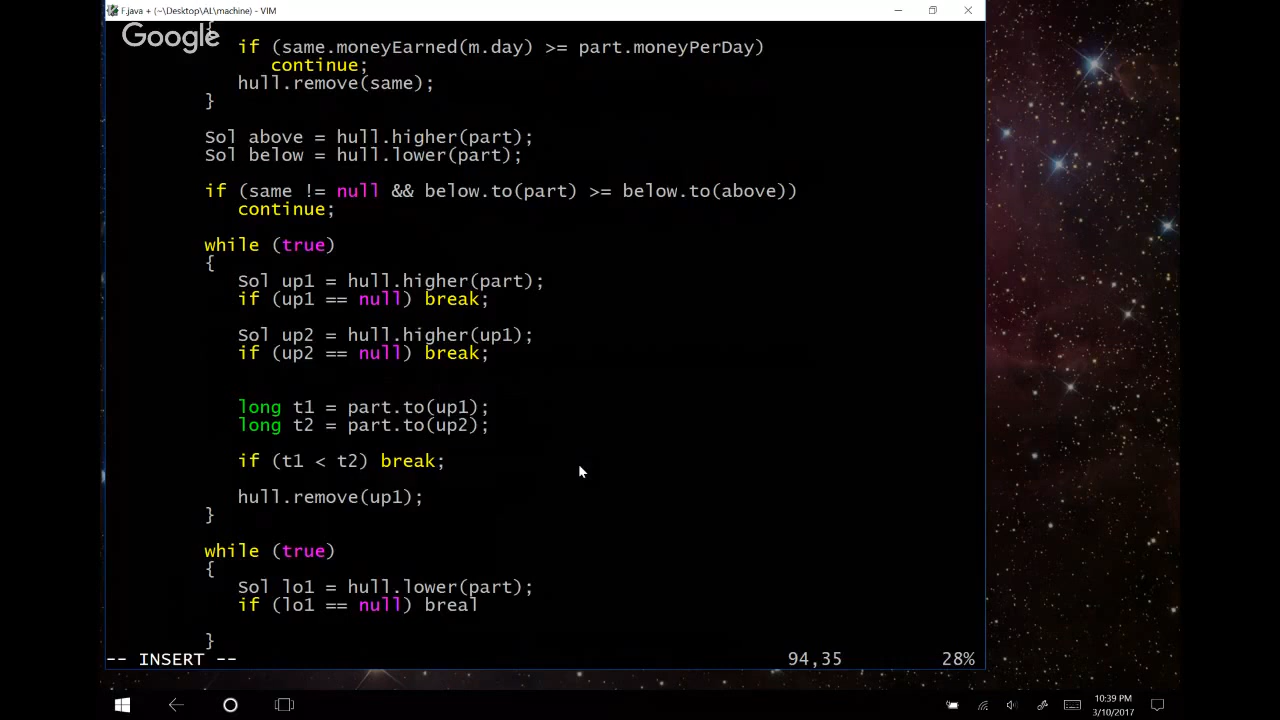 F.java + (~\Desktop\AL\machine) - VIM
Google
{
if (same.moneyEarned(m.day) >= part.moneyPerDay)
continue;
hull.remove(same);
}
Sol above = hull.higher(part);
Sol below = hull.lower(part);
if (same != null && below.to(part) >= below.to(above))
continue;
while (true)
{
Sol up1 = hull.higher(part);
if (up1 == null) break;
Sol up2 = hull.higher(up1);
if (up2 == null) break;
long t1 = part.to(up1);
long t2 = part.to(up2);
if (t1 < t2) break;
hull.remove(up1);
}
while (true)
{
Sol lo1 = hull.lower(part);
if (lo1 == null) breal
}
-- INSERT -- 94,35 28%
10:39 PM
3/10/2017